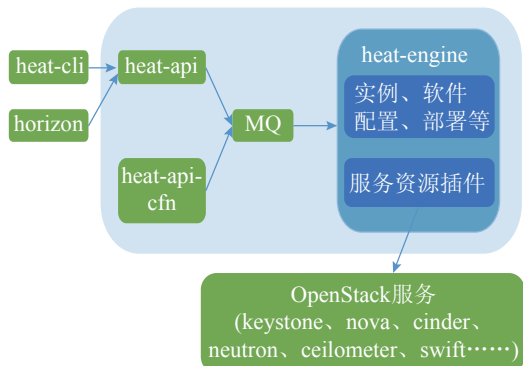 heat-cli
horizon
heat-api
heat-api-
cfn
MQ
heat-engine
实例、软件
配置、部署等
服务资源插件
OpenStack服务
(keystone、nova、cinder、
neutron、ceilometer、swift……)